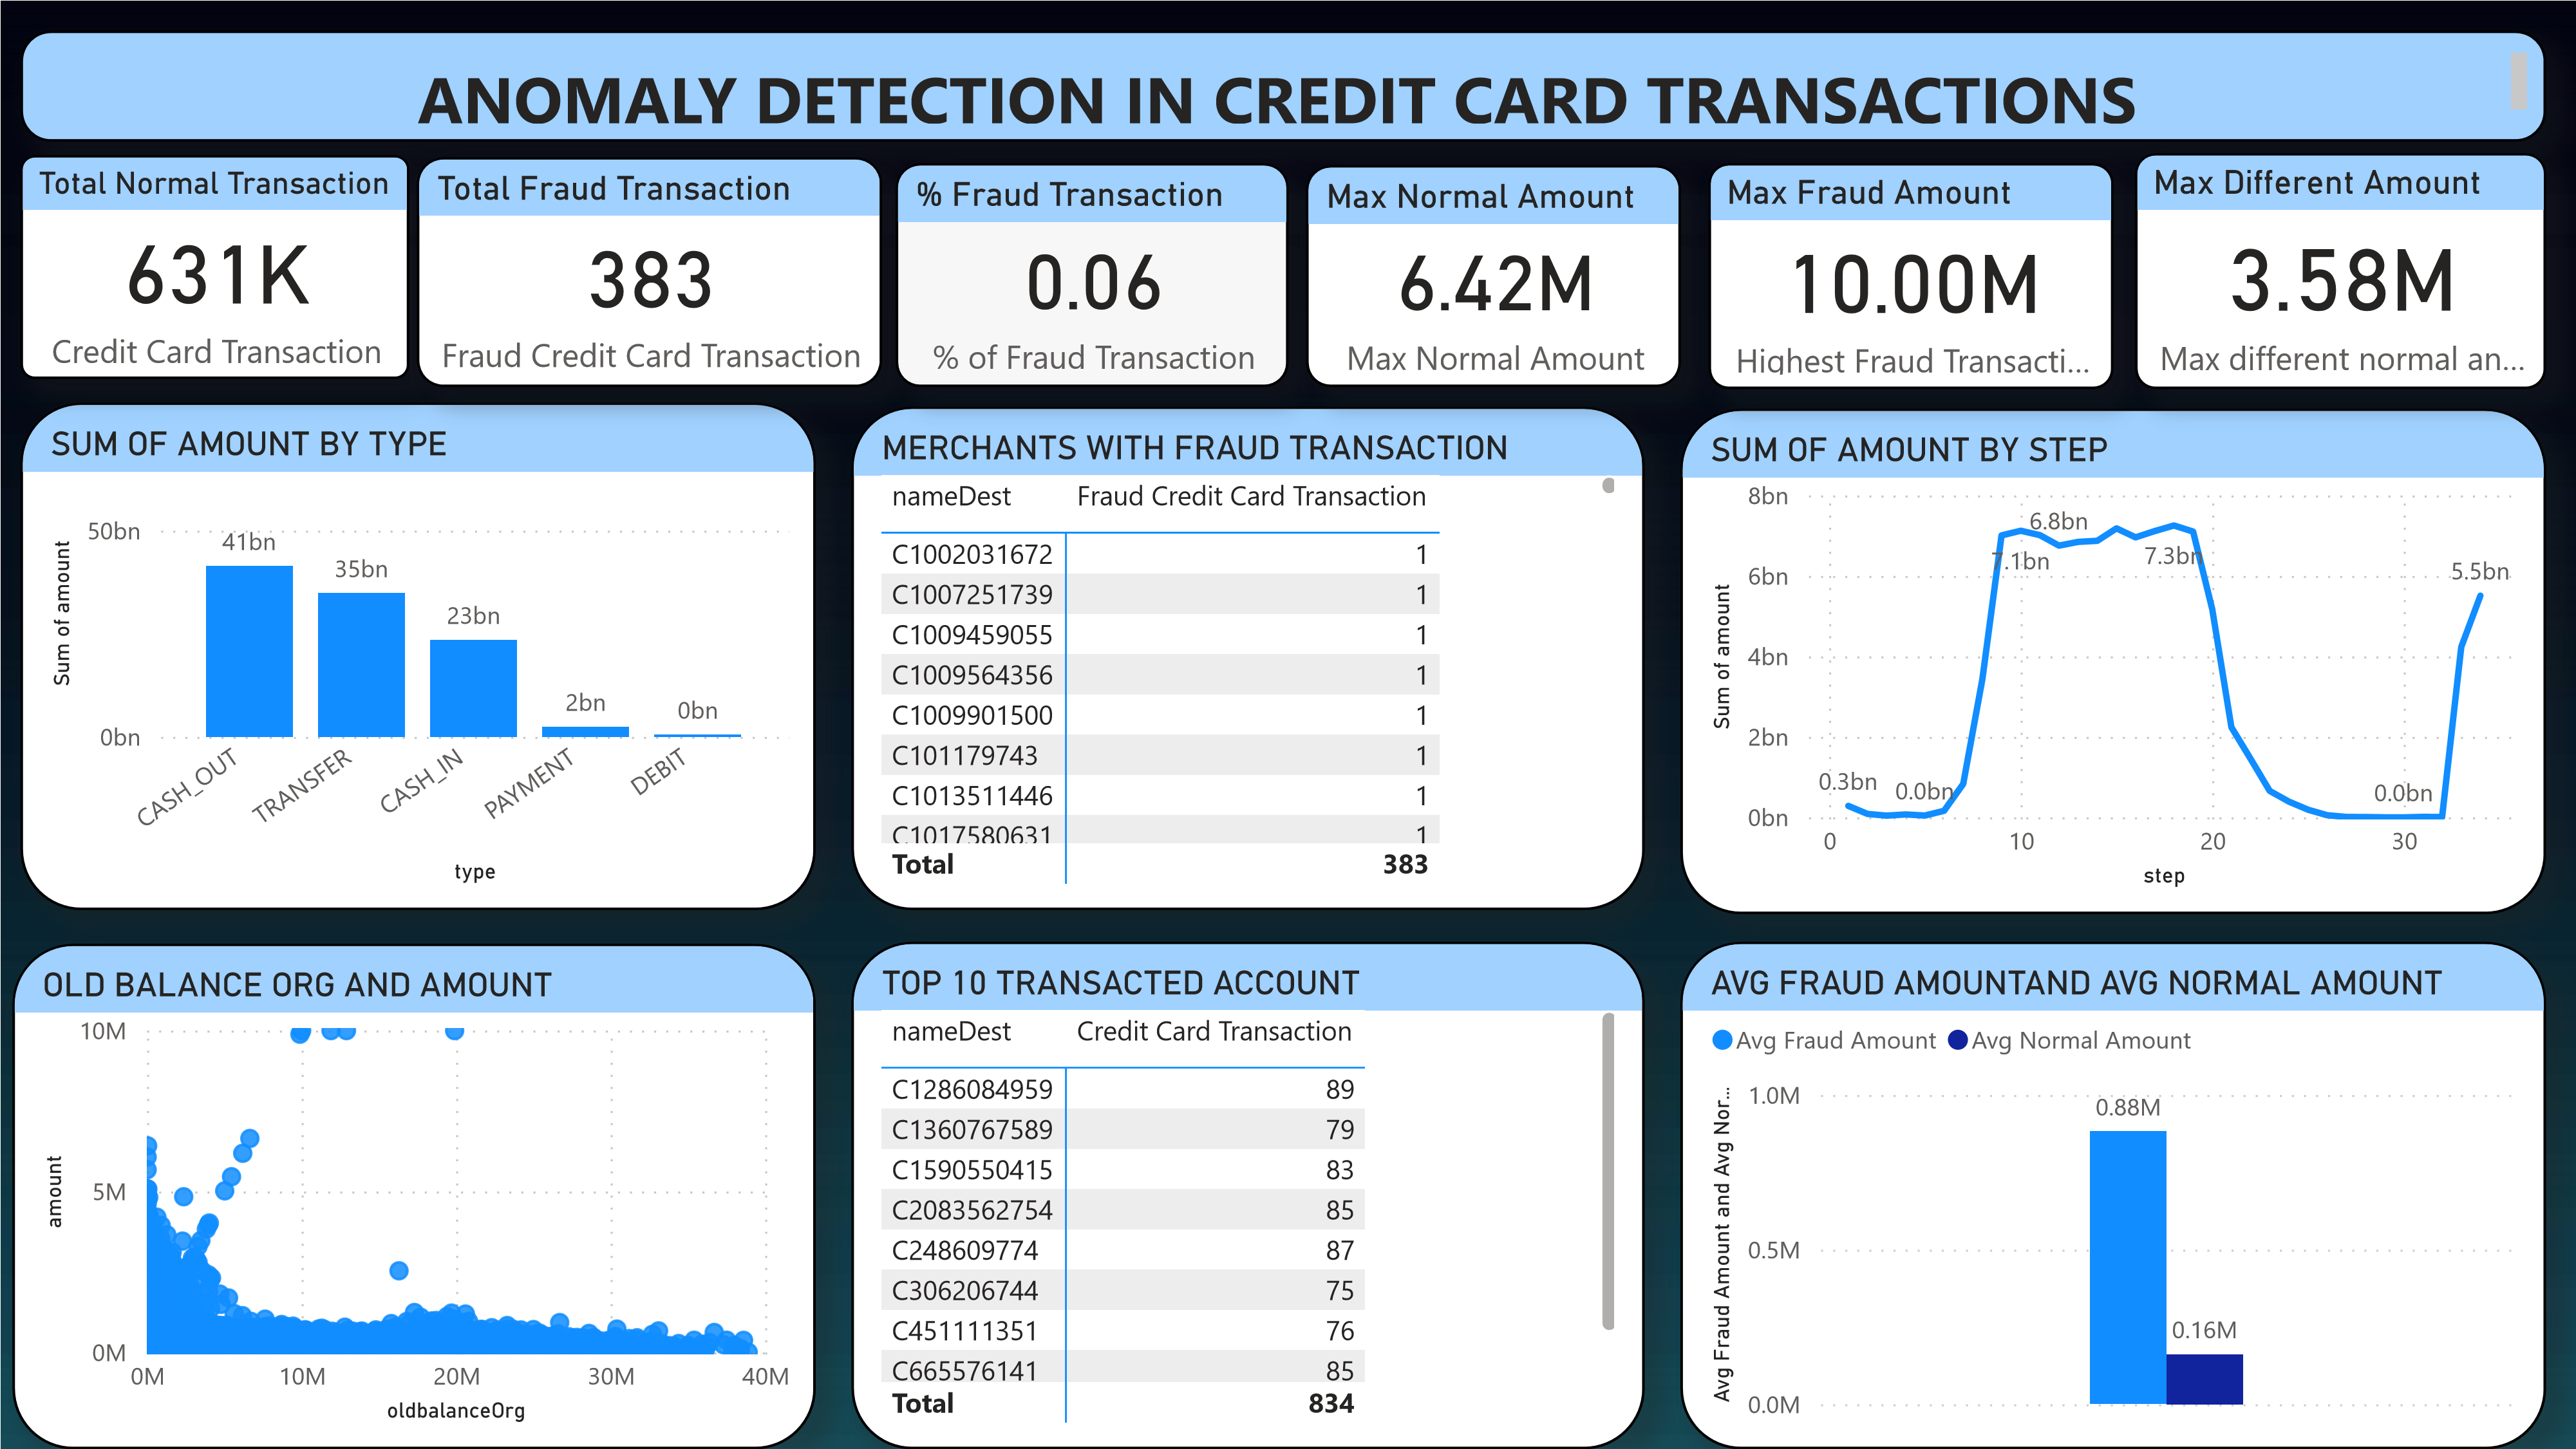 ANOMALY DETECTION IN CREDIT CARD TRANSACTIONS
Total Normal Transaction
631K
Credit Card Transaction
Total Fraud Transaction
383
Fraud Credit Card Transaction
% Fraud Transaction
0.06
% of Fraud Transaction
Max Normal Amount
6.42M
Max Normal Amount
Max Fraud Amount
10.00M
Highest Fraud Transacti...
Max Different Amount
3.58M
Max different normal an...
SUM OF AMOUNT BY TYPE
Sum of amount
50bn
0bn
41bn
35bn
23bn
2bn
0bn
CASH_OUT
TRANSFER
CASH_IN
PAYMENT
DEBIT
type
MERCHANTS WITH FRAUD TRANSACTION
nameDest Fraud Credit Card Transaction
C1002031672 1
C1007251739 1
C1009459055 1
C1009564356 1
C1009901500 1
C101179743 1
C1013511446 1
C1017580631 1
Total 383
SUM OF AMOUNT BY STEP
Sum of amount
8bn
6bn
4bn
2bn
0bn
0.3bn
0.0bn
7.1bn
6.8bn
7.3bn
0.0bn
5.5bn
0 10 20 30
step
OLD BALANCE ORG AND AMOUNT
amount
10M
5M
0M
0M 10M 20M 30M 40M
oldbalanceOrg
TOP 10 TRANSACTED ACCOUNT
nameDest Credit Card Transaction
C1286084959 89
C1360767589 79
C1590550415 83
C2083562754 85
C248609774 87
C306206744 75
C451111351 76
C665576141 85
Total 834
AVG FRAUD AMOUNTAND AVG NORMAL AMOUNT
Avg Fraud Amount Avg Normal Amount
Avg Fraud Amount and Avg Nor...
1.0M
0.5M
0.0M
0.88M
0.16M